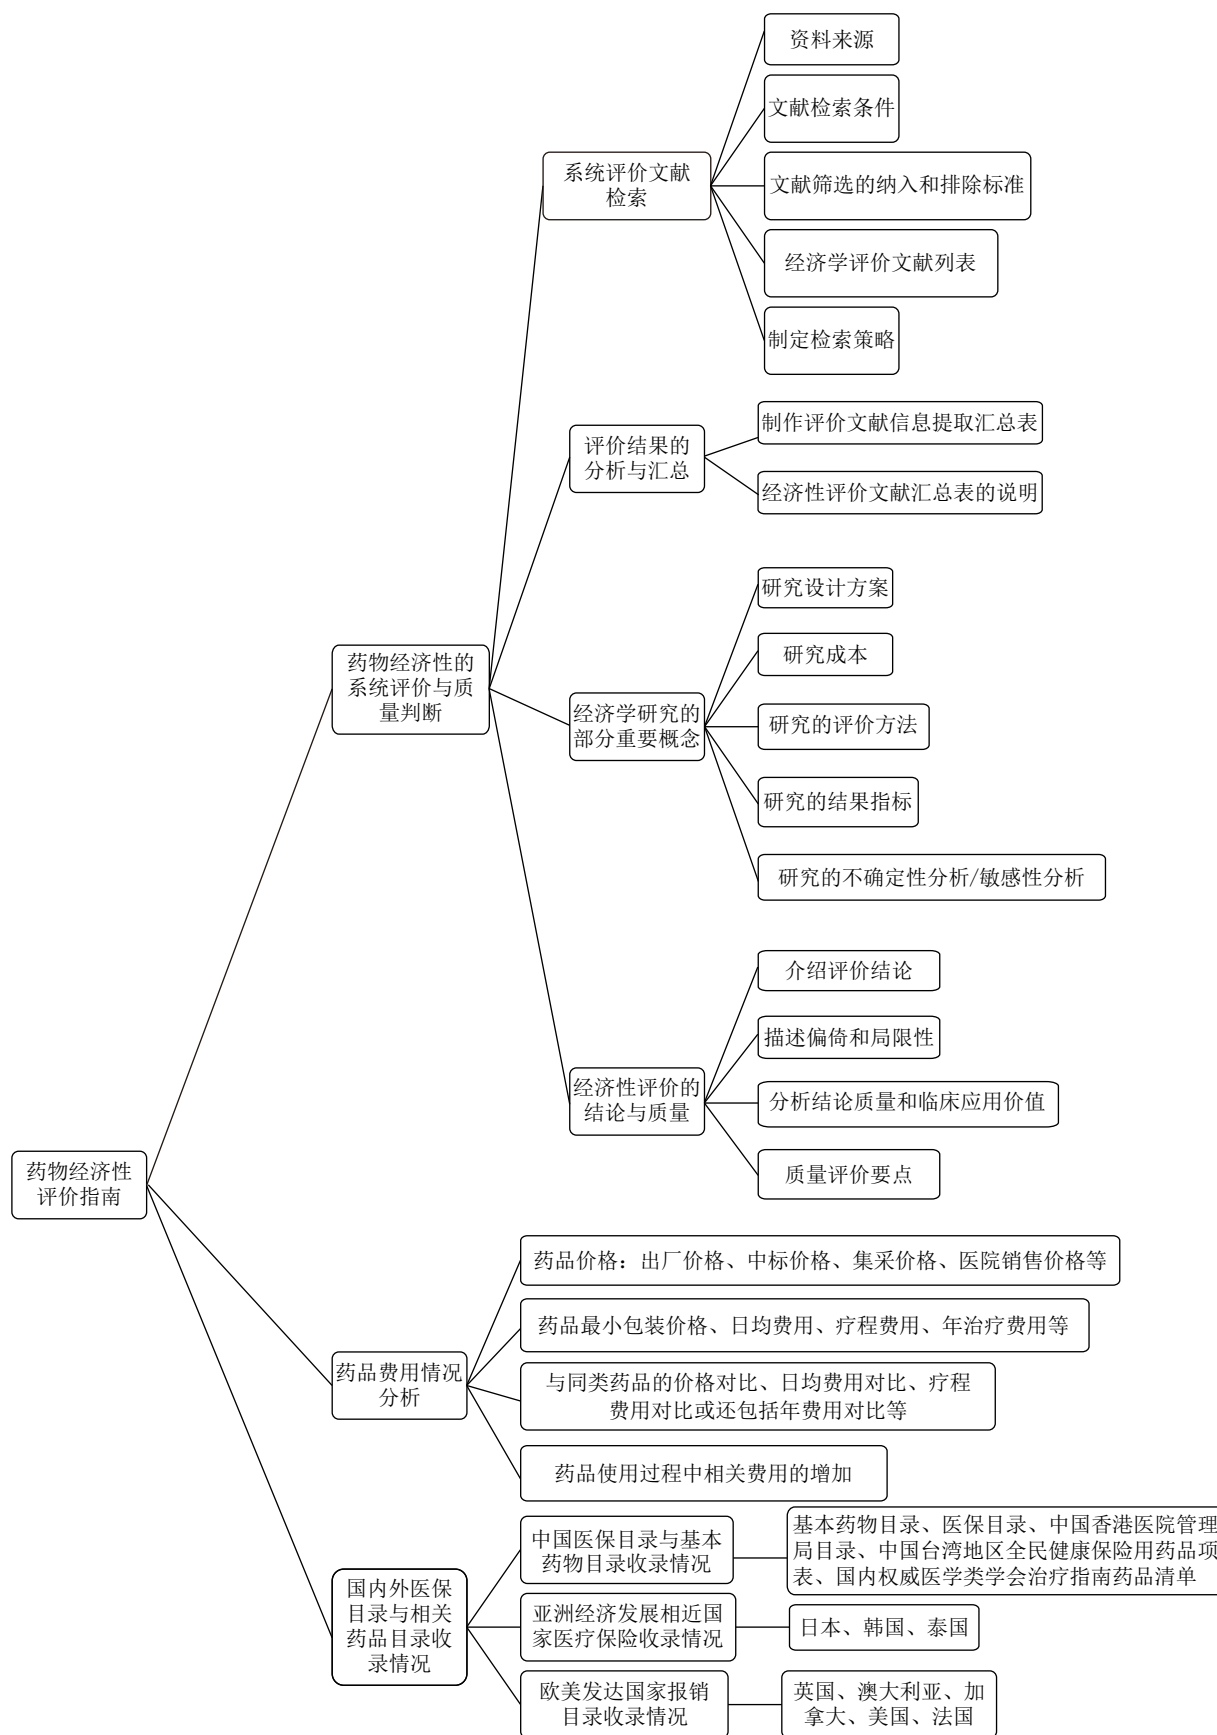 资料来源
文献检索条件
系统评价文献
检索
文献筛选的纳入和排除标准
经济学评价文献列表
制定检索策略
评价结果的
分析与汇总
制作评价文献信息提取汇总表
经济性评价文献汇总表的说明
药物经济性的
系统评价与质
量判断
经济学研究的
部分重要概念
研究设计方案
研究成本
研究的评价方法
研究的结果指标
研究的不确定性分析/敏感性分析
经济性评价的
结论与质量
介绍评价结论
描述偏倚和局限性
分析结论质量和临床应用价值
质量评价要点
药物经济性
评价指南
药品费用情况
分析
药品价格：出厂价格、中标价格、集采价格、医院销售价格等
药品最小包装价格、日均费用、疗程费用、年治疗费用等
与同类药品的价格对比、日均费用对比、疗程
费用对比或还包括年费用对比等
药品使用过程中相关费用的增加
国内外医保
目录与相关
药品目录收
录情况
中国医保目录与基本
药物目录收录情况
基本药物目录、医保目录、中国香港医院管理
局目录、中国台湾地区全民健康保险用药品项
表、国内权威医学类学会治疗指南药品清单
亚洲经济发展相近国
家医疗保险收录情况
日本、韩国、泰国
欧美发达国家报销
目录收录情况
英国、澳大利亚、加
拿大、美国、法国